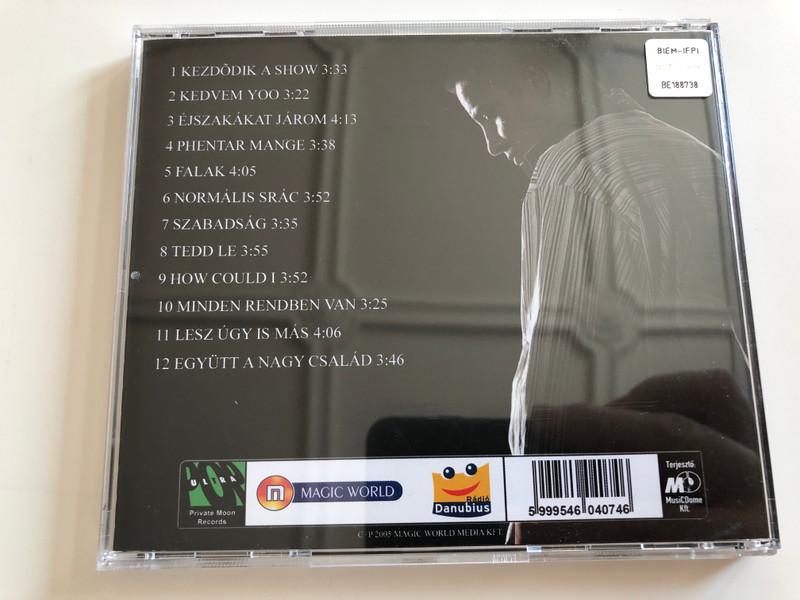 BIEM-IFPI
BE188738
1 KEZDÕDIK A SHOW 3:33
2 KEDVEM YOO 3:22
3 ÉJSZAKÁKAT JÁROM 4:13
4 PHENTAR MANGE 3:38
5 FALAK 4:05
6 NORMÁLIS SRÁC 3:52
7 SZABADSÁG 3:35
8 TEDD LE 3:55
9 HOW COULD I 3:52
10 MINDEN RENDBEN VAN 3:25
11 LESZ ÚGY IS MÁS 4:06
12 EGYÜTT A NAGY CSALÁD 3:46
ULTRA
Private Moon
Records
MAGIC WORLD
Rádió
Danubius
5 999546 040746
Terjesztő:
MusiCDome
Kft.
C+P 2005 MAGIC WORLD MEDIA KFT.